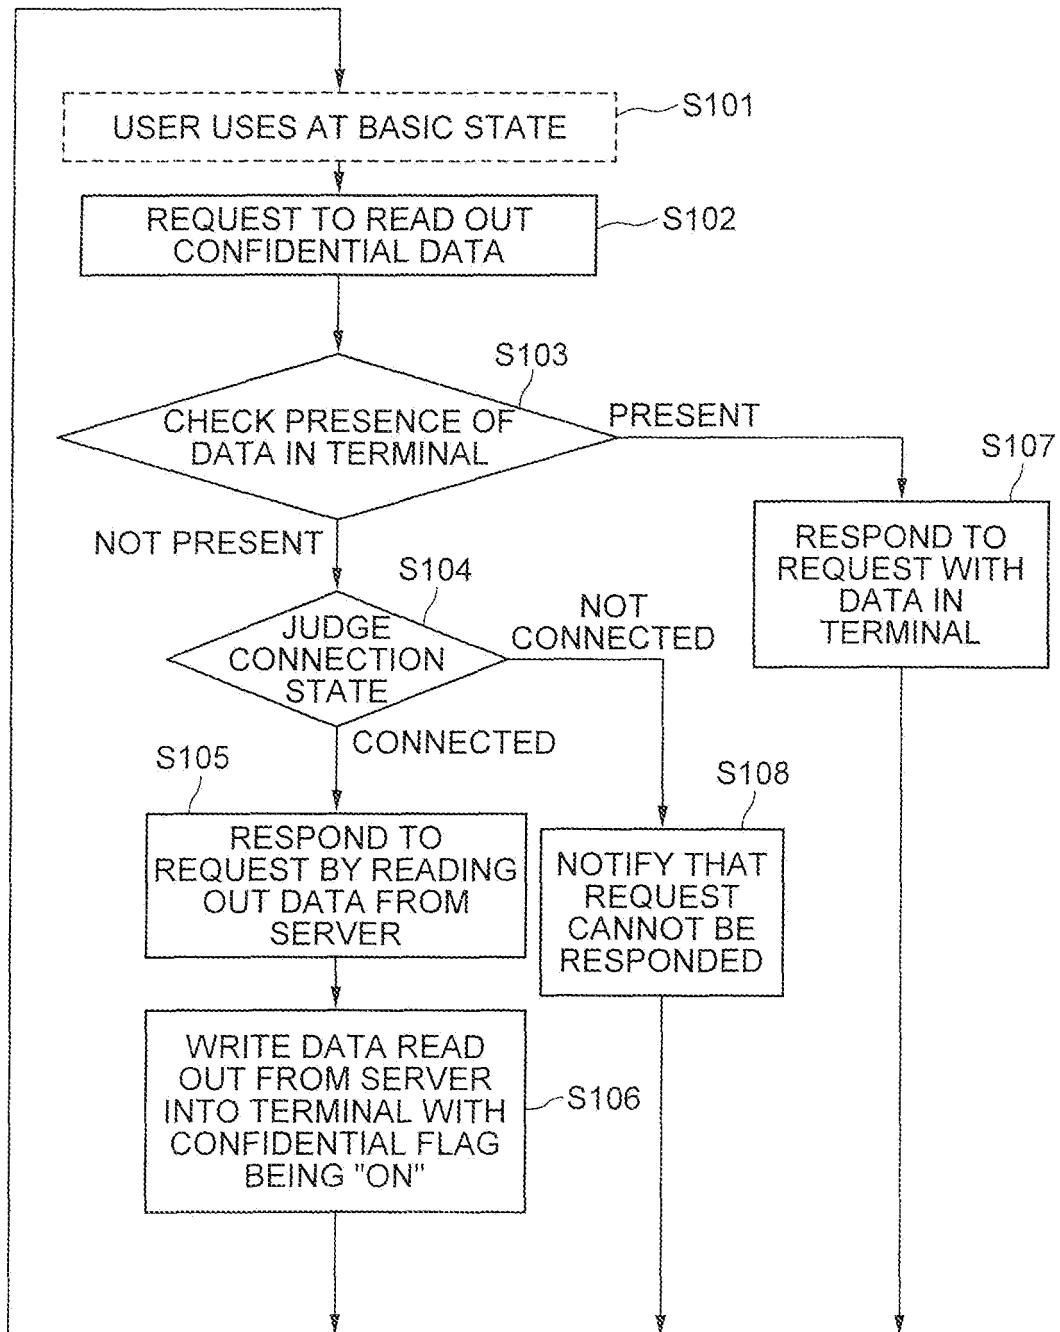 S101
USER USES AT BASIC STATE
REQUEST TO READ OUT
CONFIDENTIAL DATA
S102
S103
CHECK PRESENCE OF
DATA IN TERMINAL
PRESENT
S107
NOT PRESENT
RESPOND TO
REQUEST WITH
DATA IN
TERMINAL
S104
JUDGE
CONNECTION
STATE
NOT
CONNECTED
CONNECTED
S105
RESPOND TO
REQUEST BY READING
OUT DATA FROM
SERVER
S108
NOTIFY THAT
REQUEST
CANNOT BE
RESPONDED
WRITE DATA READ
OUT FROM SERVER
INTO TERMINAL WITH
CONFIDENTIAL FLAG
BEING "ON"
S106